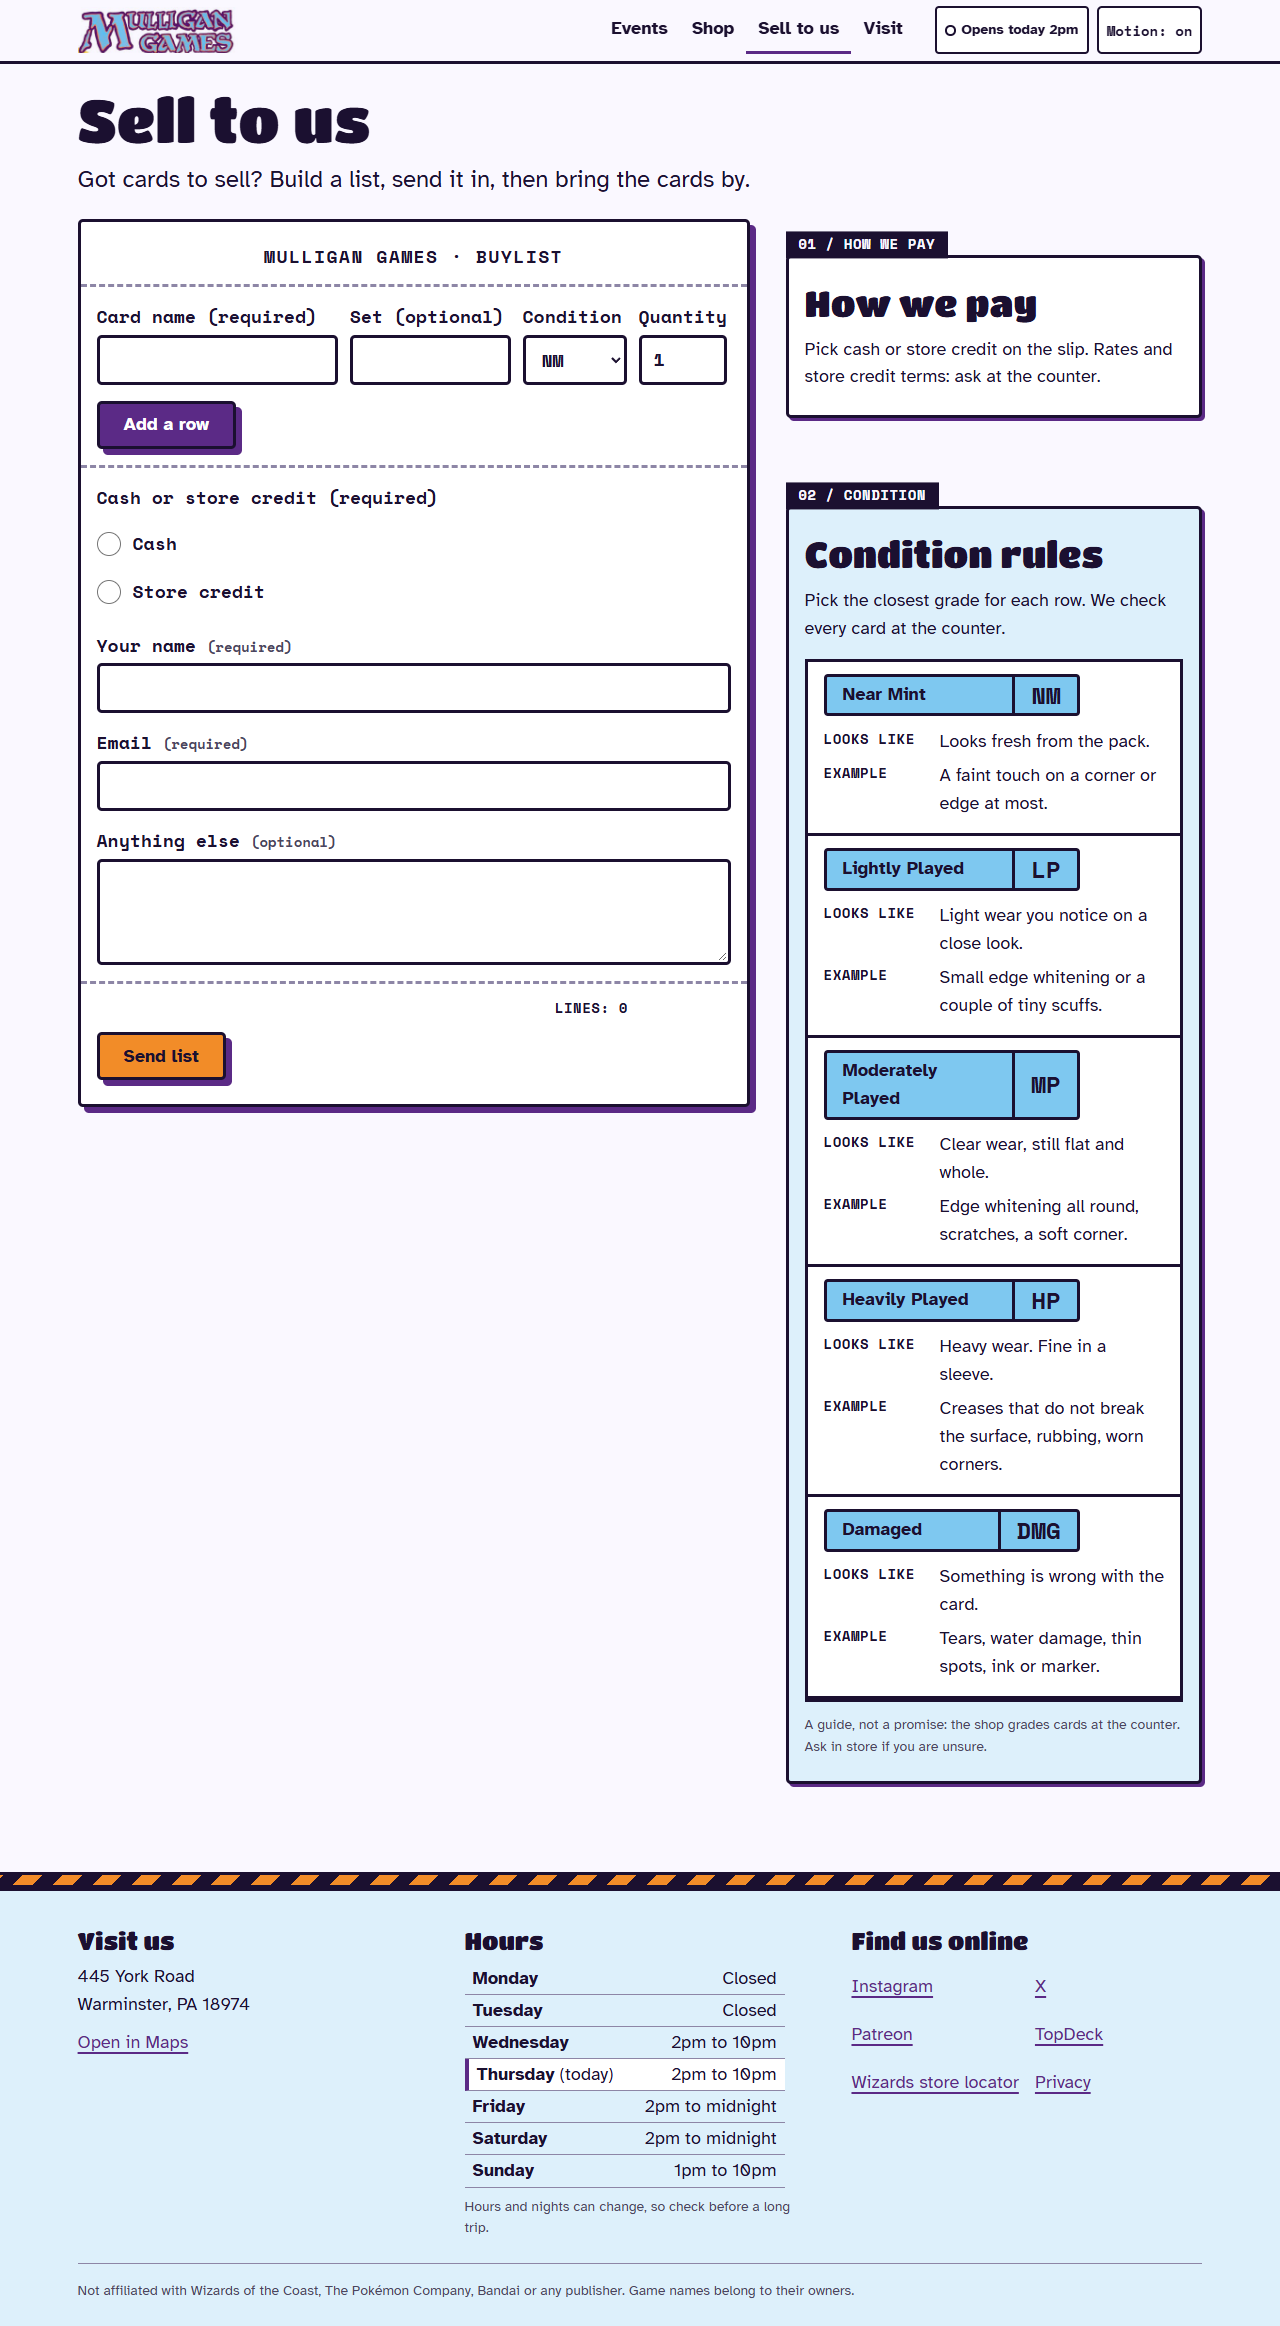 MULLIGAN GAMES
Events Shop Sell to us Visit Opens today 2pm Motion: on
Sell to us
Got cards to sell? Build a list, send it in, then bring the cards by.
MULLIGAN GAMES · BUYLIST
Card name (required) Set (optional) Condition Quantity
NM 1
Add a row
Cash or store credit (required)
Cash
Store credit
Your name (required)
Email (required)
Anything else (optional)
LINES: 0
Send list
01 / HOW WE PAY
How we pay
Pick cash or store credit on the slip. Rates and
store credit terms: ask at the counter.
02 / CONDITION
Condition rules
Pick the closest grade for each row. We check
every card at the counter.
Near Mint NM
LOOKS LIKE Looks fresh from the pack.
EXAMPLE A faint touch on a corner or
edge at most.
Lightly Played LP
LOOKS LIKE Light wear you notice on a
close look.
EXAMPLE Small edge whitening or a
couple of tiny scuffs.
Moderately
Played MP
LOOKS LIKE Clear wear, still flat and
whole.
EXAMPLE Edge whitening all round,
scratches, a soft corner.
Heavily Played HP
LOOKS LIKE Heavy wear. Fine in a
sleeve.
EXAMPLE Creases that do not break
the surface, rubbing, worn
corners.
Damaged DMG
LOOKS LIKE Something is wrong with the
card.
EXAMPLE Tears, water damage, thin
spots, ink or marker.
A guide, not a promise: the shop grades cards at the counter.
Ask in store if you are unsure.
Visit us
445 York Road
Warminster, PA 18974
Open in Maps
Hours
Monday Closed
Tuesday Closed
Wednesday 2pm to 10pm
Thursday (today) 2pm to 10pm
Friday 2pm to midnight
Saturday 2pm to midnight
Sunday 1pm to 10pm
Hours and nights can change, so check before a long
trip.
Find us online
Instagram X
Patreon TopDeck
Wizards store locator Privacy
Not affiliated with Wizards of the Coast, The Pokémon Company, Bandai or any publisher. Game names belong to their owners.